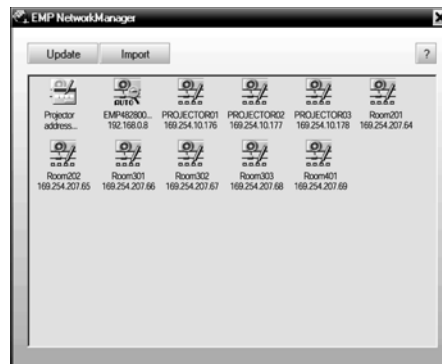 EMP NetworkManager
Update Import ?
Projector address... EMP482800... PROJECTOR01 PROJECTOR02 PROJECTOR03 Room201
AUTO
192.168.0.8 169.254.10.176 169.254.10.177 169.254.10.178 169.254.207.64
Room202 Room301 Room302 Room303 Room401
169.254.207.65 169.254.207.66 169.254.207.67 169.254.207.68 169.254.207.69